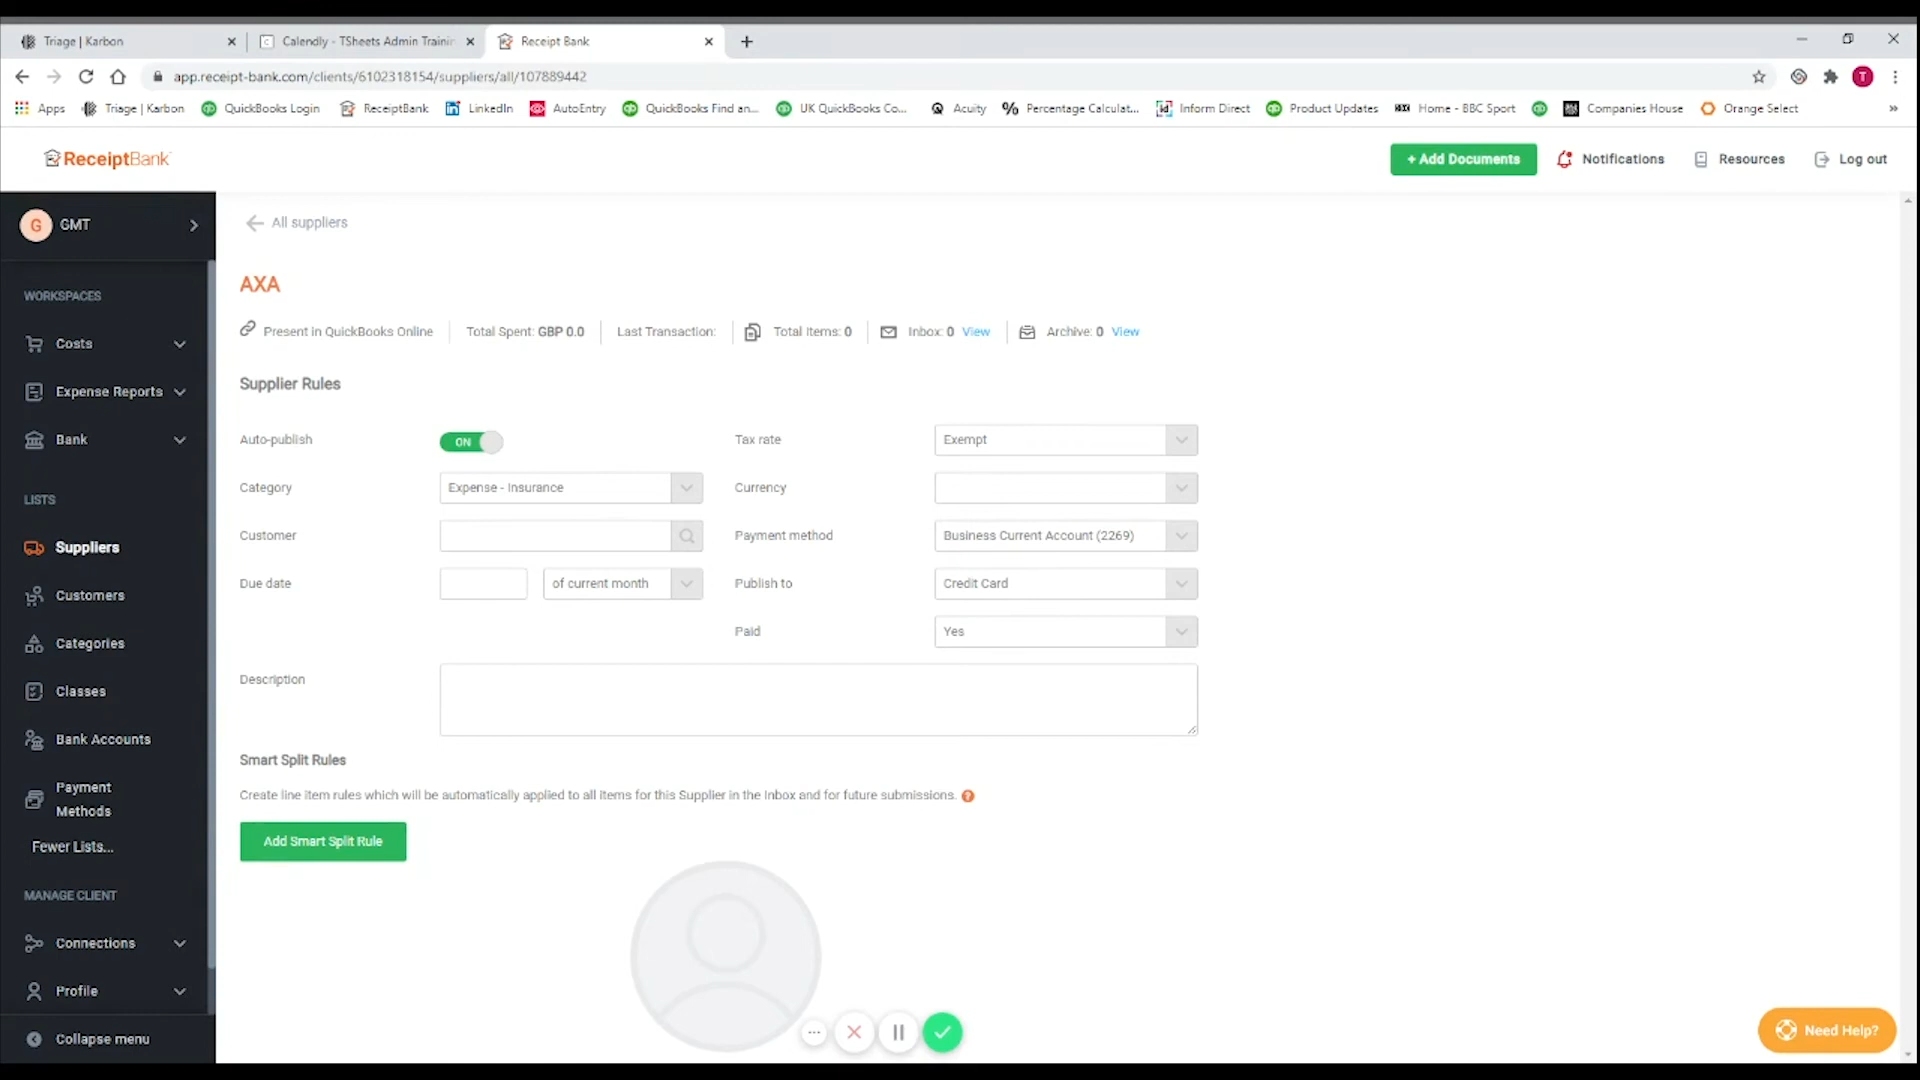 Triage | Karbon
Calendly - TSheets Admin Trainin
Receipt Bank
app.receipt-bank.com/clients/6102318154/suppliers/all/107889442
T
Apps
Triage | Karbon
QuickBooks Login
ReceiptBank
LinkedIn
AutoEntry
QuickBooks Find an...
UK QuickBooks Co...
Acuity
Percentage Calculat...
Inform Direct
Product Updates
Home - BBC Sport
Companies House
Orange Select
ReceiptBank
+ Add Documents
Notifications
Resources
Log out
G
GMT
All suppliers
AXA
Present in QuickBooks Online
Total Spent: GBP 0.0
Last Transaction:
Total Items: 0
Inbox: 0 View
Archive: 0 View
WORKSPACES
Costs
Expense Reports
Bank
LISTS
Suppliers
Customers
Categories
Classes
Bank Accounts
Payment
Methods
Fewer Lists...
MANAGE CLIENT
Connections
Profile
Collapse menu
Supplier Rules
Auto-publish
ON
Tax rate
Exempt
Category
Expense - Insurance
Currency
Customer
Payment method
Business Current Account (2269)
Due date
of current month
Publish to
Credit Card
Paid
Yes
Description
Smart Split Rules
Create line item rules which will be automatically applied to all items for this Supplier in the Inbox and for future submissions.
Add Smart Split Rule
Need Help?